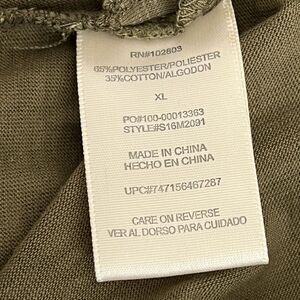 RN#102803
65%POLYESTER/POLIESTER
35%COTTON/ALGODON
XL
PO#100-00013363
STYLE#S16M2091
MADE IN CHINA
HECHO EN CHINA
UPC#747156467287
CARE ON REVERSE
VER AL DORSO PARA CUIDADO